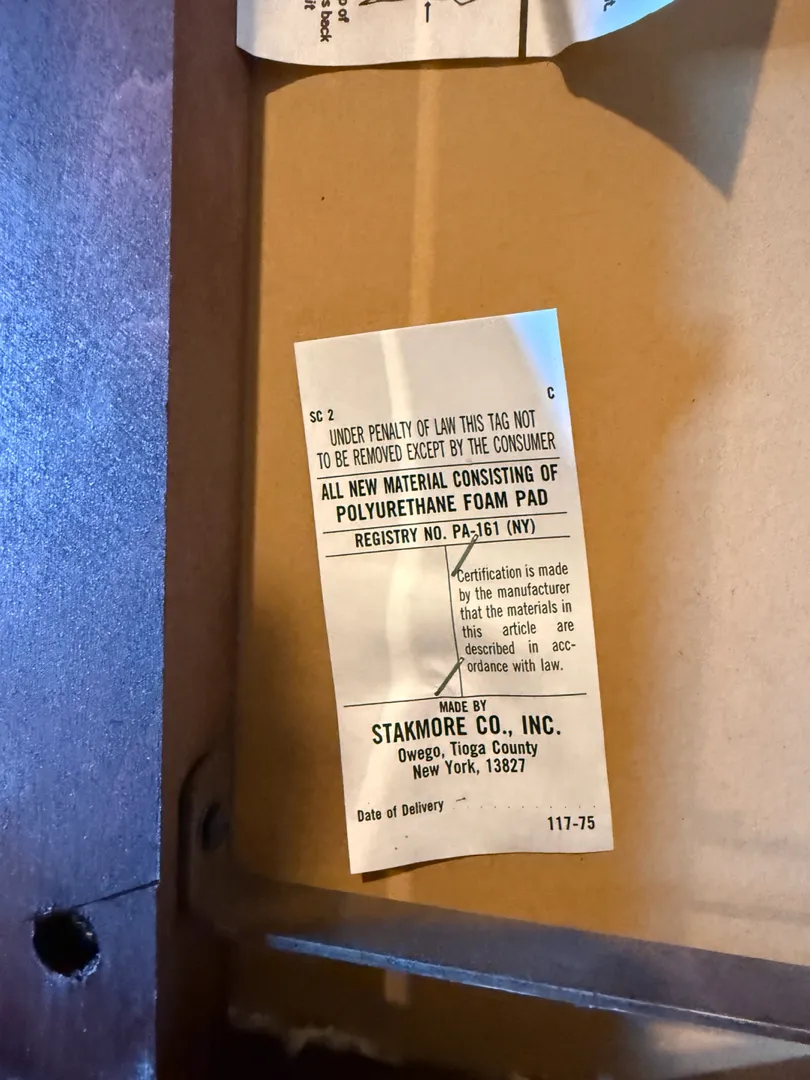 p of
s back
it
t.
SC 2
C
UNDER PENALTY OF LAW THIS TAG NOT
TO BE REMOVED EXCEPT BY THE CONSUMER
ALL NEW MATERIAL CONSISTING OF
POLYURETHANE FOAM PAD
REGISTRY NO. PA-161 (NY)
Certification is made
by the manufacturer
that the materials in
this article are
described in acc-
ordance with law.
MADE BY
STAKMORE CO., INC.
Owego, Tioga County
New York, 13827
Date of Delivery
117-75